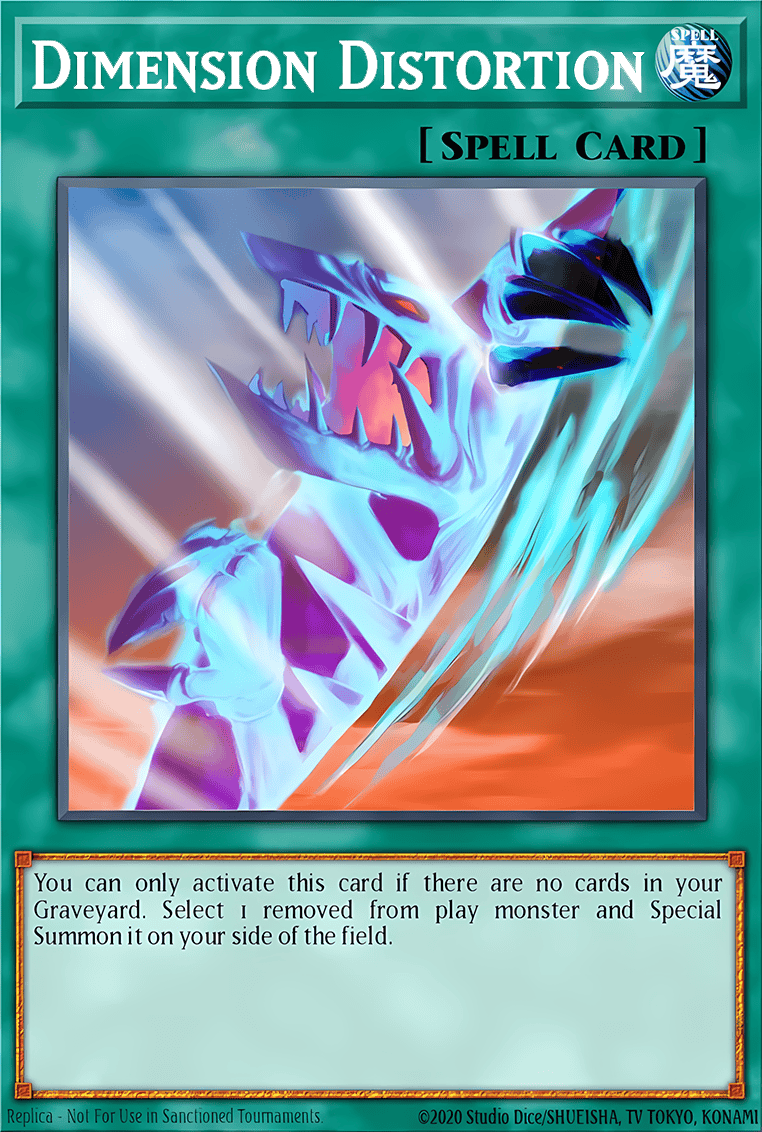 DIMENSION DISTORTION
SPELL
魔
[SPELL CARD]
You can only activate this card if there are no cards in your
Graveyard. Select 1 removed from play monster and Special
Summon it on your side of the field.
Replica - Not For Use in Sanctioned Tournaments.
©2020 Studio Dice/SHUEISHA, TV TOKYO, KONAMI